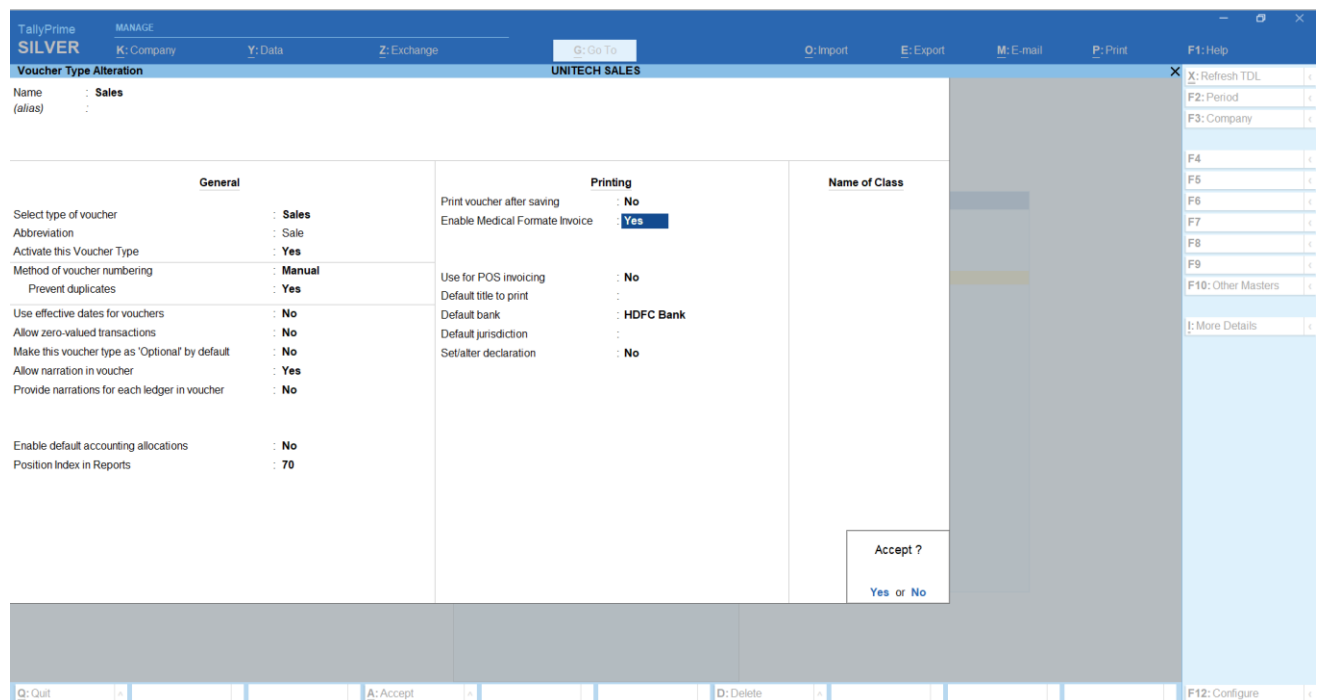 TallyPrime MANAGE
SILVER K: Company Y: Data Z: Exchange G: Go To O: Import E: Export M: E-mail P: Print F1: Help
Voucher Type Alteration UNITECH SALES
Name : Sales
(alias) :
General
Select type of voucher : Sales
Abbreviation : Sale
Activate this Voucher Type : Yes
Method of voucher numbering : Manual
Prevent duplicates : Yes
Use effective dates for vouchers : No
Allow zero-valued transactions : No
Make this voucher type as 'Optional' by default : No
Allow narration in voucher : Yes
Provide narrations for each ledger in voucher : No
Enable default accounting allocations : No
Position Index in Reports : 70
Printing
Print voucher after saving : No
Enable Medical Formate Invoice : Yes
Use for POS invoicing : No
Default title to print :
Default bank : HDFC Bank
Default jurisdiction :
Set/alter declaration : No
Name of Class
Accept ?
Yes or No
X: Refresh TDL
F2: Period
F3: Company
F4
F5
F6
F7
F8
F9
F10: Other Masters
I: More Details
Q: Quit A: Accept D: Delete F12: Configure